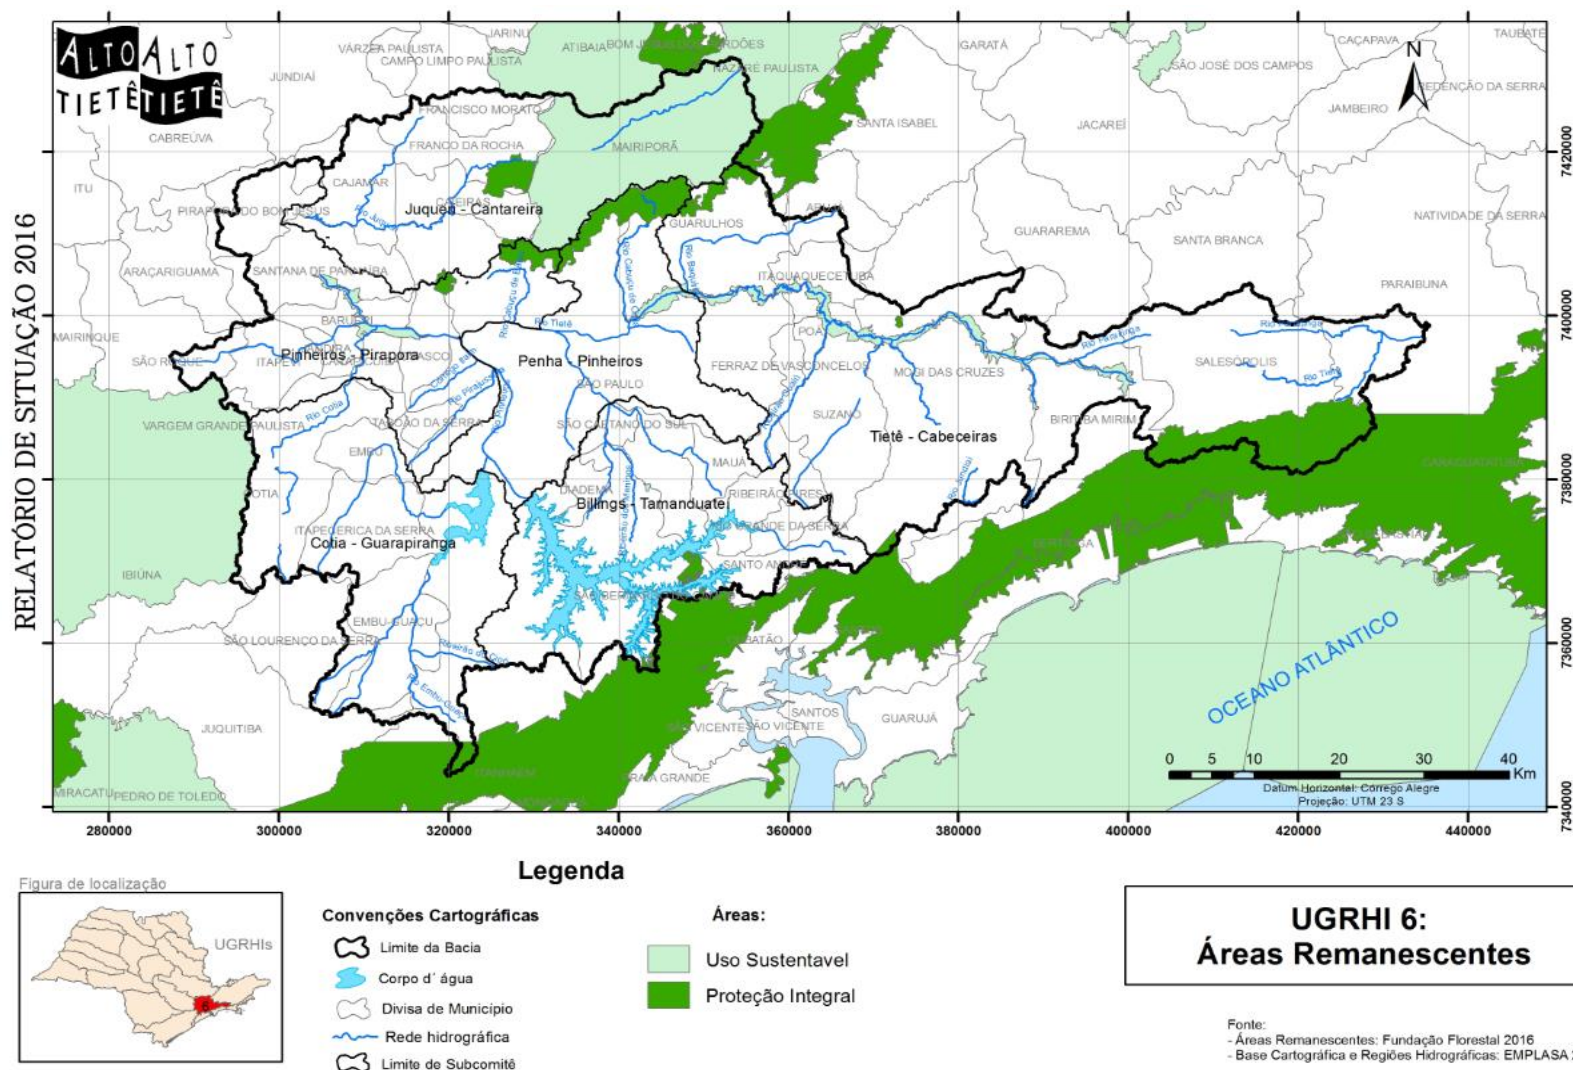 ALTO ALTO
TIETÊ TIETÊ
RELATÓRIO DE SITUAÇÃO 2016
JARINU
VÁRZEA PAULISTA
CAMPO LIMPO PAULISTA
ATIBAIA
NAZARÉ PAULISTA
GARATÁ
CAÇAPAVA
TAUBATÉ
N
JUNDIAÍ
SÃO JOSÉ DOS CAMPOS
REDENÇÃO DA SERRA
FRANCISCO MORATO
JAMBEIRO
CABREÚVA
SANTA ISABEL
JACAREÍ
FRANCO DA ROCHA
MAIRIPORÃ
7420000
ITU
CAJAMAR
CAIEIRAS
PIRAPORA DO BOM JESUS
Juqueri - Cantareira
ARUJÁ
GUARULHOS
NATIVIDADE DA SERRA
GUARAREMA
SANTA BRANCA
ARAÇARIGUAMA
SANTANA DE PARNAÍBA
ITAQUAQUECETUBA
PARAIBUNA
7400000
BARUERI
Rio Tietê
POÁ
MAIRINQUE
SÃO ROQUE
ITAPEVI
Pinheiros - Pirapora
Penha - Pinheiros
FERRAZ DE VASCONCELOS
MOGI DAS CRUZES
SALESÓPOLIS
Rio Tietê
SÃO PAULO
Rio Cotia
VARGEM GRANDE PAULISTA
TABOÃO DA SERRA
SÃO CAETANO DO SUL
SUZANO
BIRITIBA MIRIM
Tietê - Cabeceiras
EMBU
MAUÁ
Rio Jundiaí
CARAGUATATUBA
7380000
COTIA
DIADEMA
RIBEIRÃO PIRES
Billings - Tamanduateí
ITAPECERICA DA SERRA
RIO GRANDE DA SERRA
Cotia - Guarapiranga
BERTIOGA
SANTO ANDRÉ
IBIÚNA
EMBU-GUAÇU
SÃO LOURENÇO DA SERRA
CUBATÃO
7360000
Rio Embu-Guaçu
OCEANO ATLÂNTICO
JUQUITIBA
SÃO VICENTE
SÃO VICENTE
SANTOS
GUARUJÁ
ITANHAÉM
PRAIA GRANDE
0 5 10 20 30 40
Km
MIRACATU
PEDRO DE TOLEDO
Datum Horizontal: Córrego Alegre
Projeção: UTM 23 S
7340000
280000 300000 320000 340000 360000 380000 400000 420000 440000
Legenda
Figura de localização
UGRHIs
6
Convenções Cartográficas
Limite da Bacia
Corpo d´ água
Divisa de Município
Rede hidrográfica
Limite de Subcomitê
Áreas:
Uso Sustentavel
Proteção Integral
UGRHI 6:
Áreas Remanescentes
Fonte:
- Áreas Remanescentes: Fundação Florestal 2016
- Base Cartográfica e Regiões Hidrográficas: EMPLASA